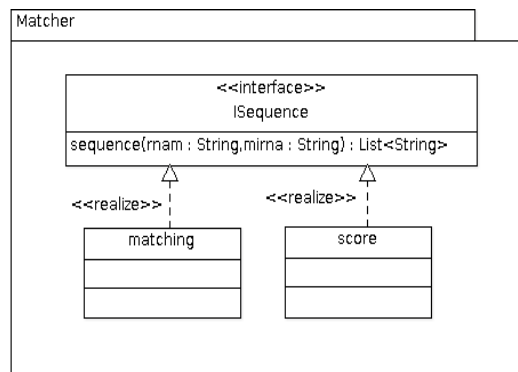 Matcher
<<interface>>
ISequence
sequence(rnam : String,mirna : String) : List<String>
<<realize>>
<<realize>>
matching
score